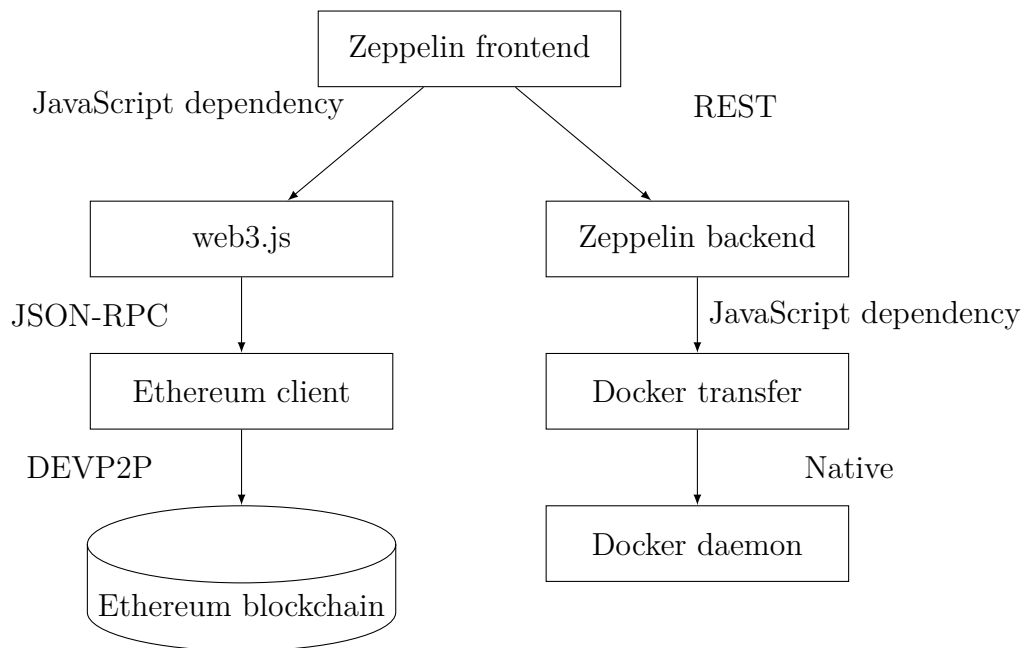 Zeppelin frontend
JavaScript dependency
REST
web3.js
Zeppelin backend
JSON-RPC
JavaScript dependency
Ethereum client
Docker transfer
DEVP2P
Native
Docker daemon
Ethereum blockchain